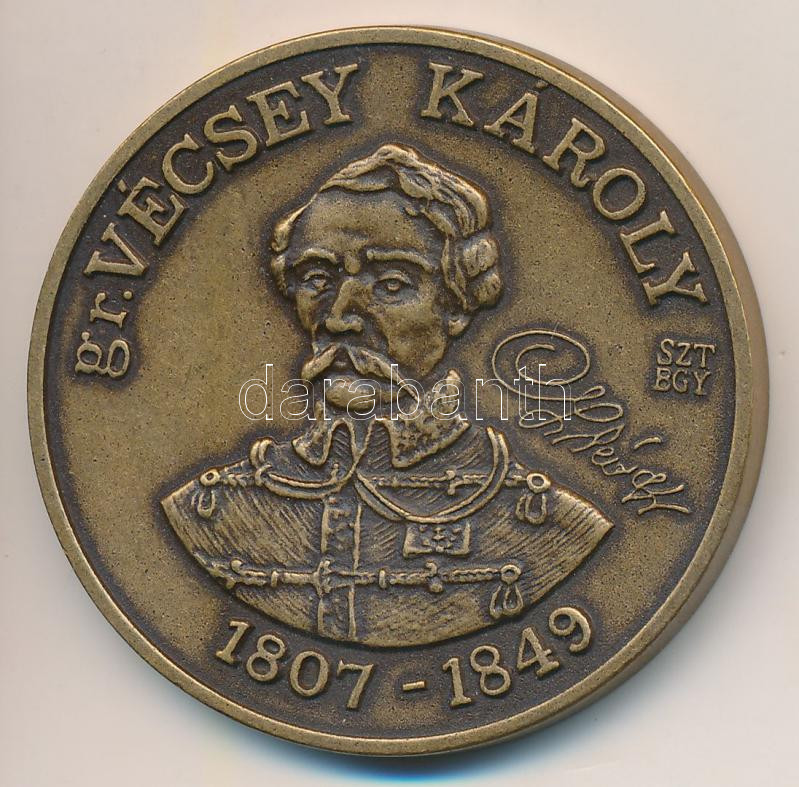 gr. VÉCSEY KÁROLY
SZT
BGY
darabanth
1807 - 1849